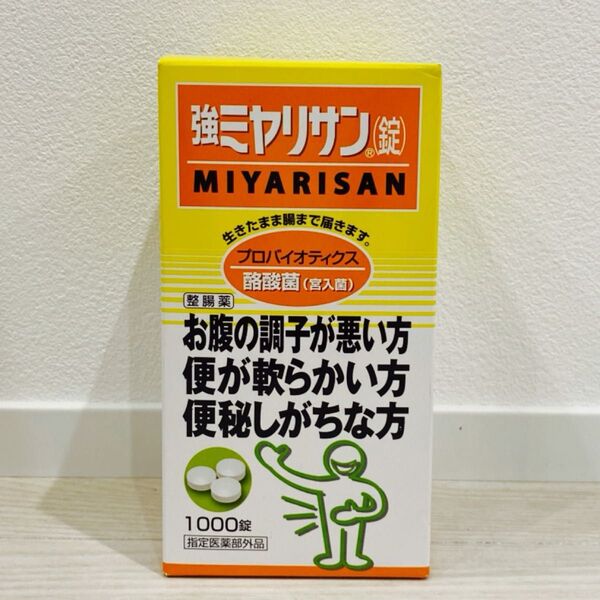 強ミヤリサン®(錠)
MIYARISAN
生きたまま腸まで届きます。
プロバイオティクス
酪酸菌(宮入菌)
整腸薬
お腹の調子が悪い方
便が軟らかい方
便秘しがちな方
1000錠
指定医薬部外品